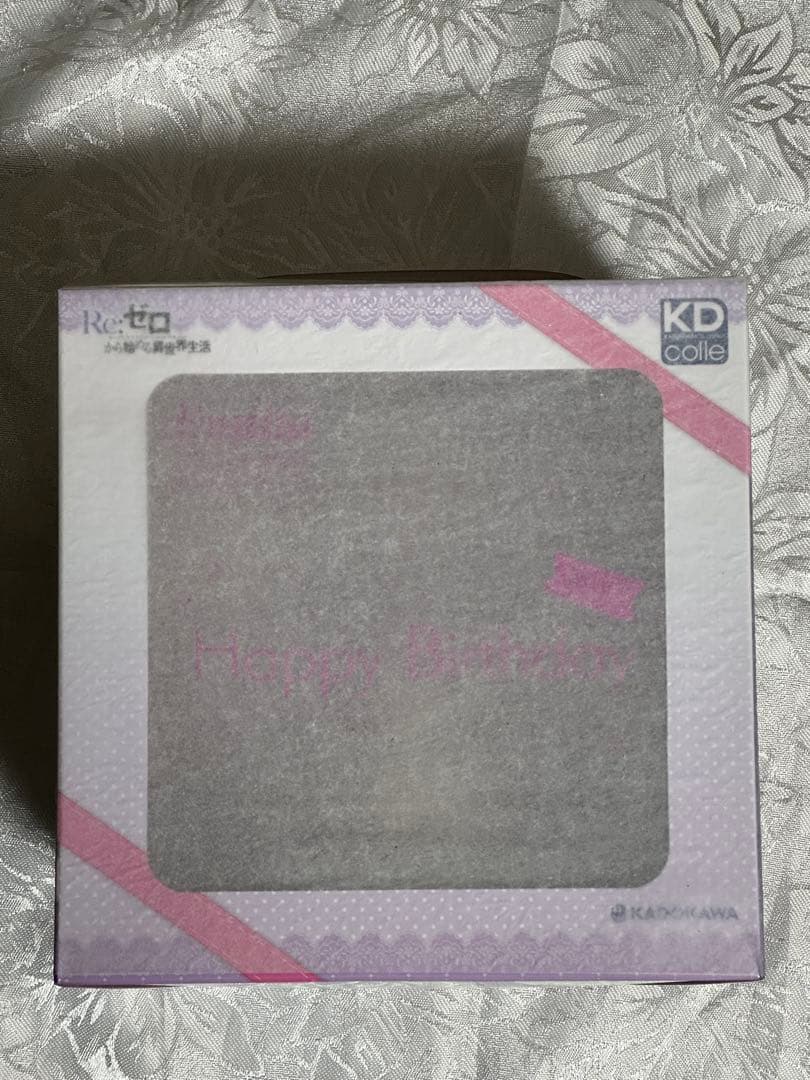 Re:ゼロ
から始める異世界生活
KD
colle
Happy Birthday
KADOKAWA